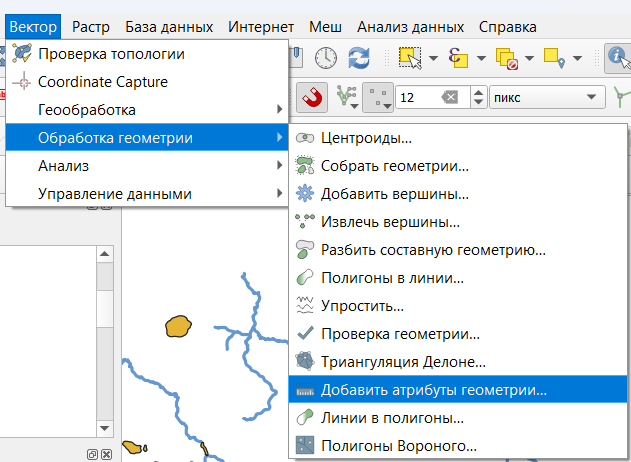 Вектор Растр База данных Интернет Меш Анализ данных Справка
Проверка топологии
Coordinate Capture
Геообработка
Обработка геометрии
Анализ
Управление данными
12 пикс
Центроиды...
Собрать геометрии...
Добавить вершины...
Извлечь вершины...
Разбить составную геометрию...
Полигоны в линии...
Упростить...
Проверка геометрии...
Триангуляция Делоне...
Добавить атрибуты геометрии...
Линии в полигоны...
Полигоны Вороного...